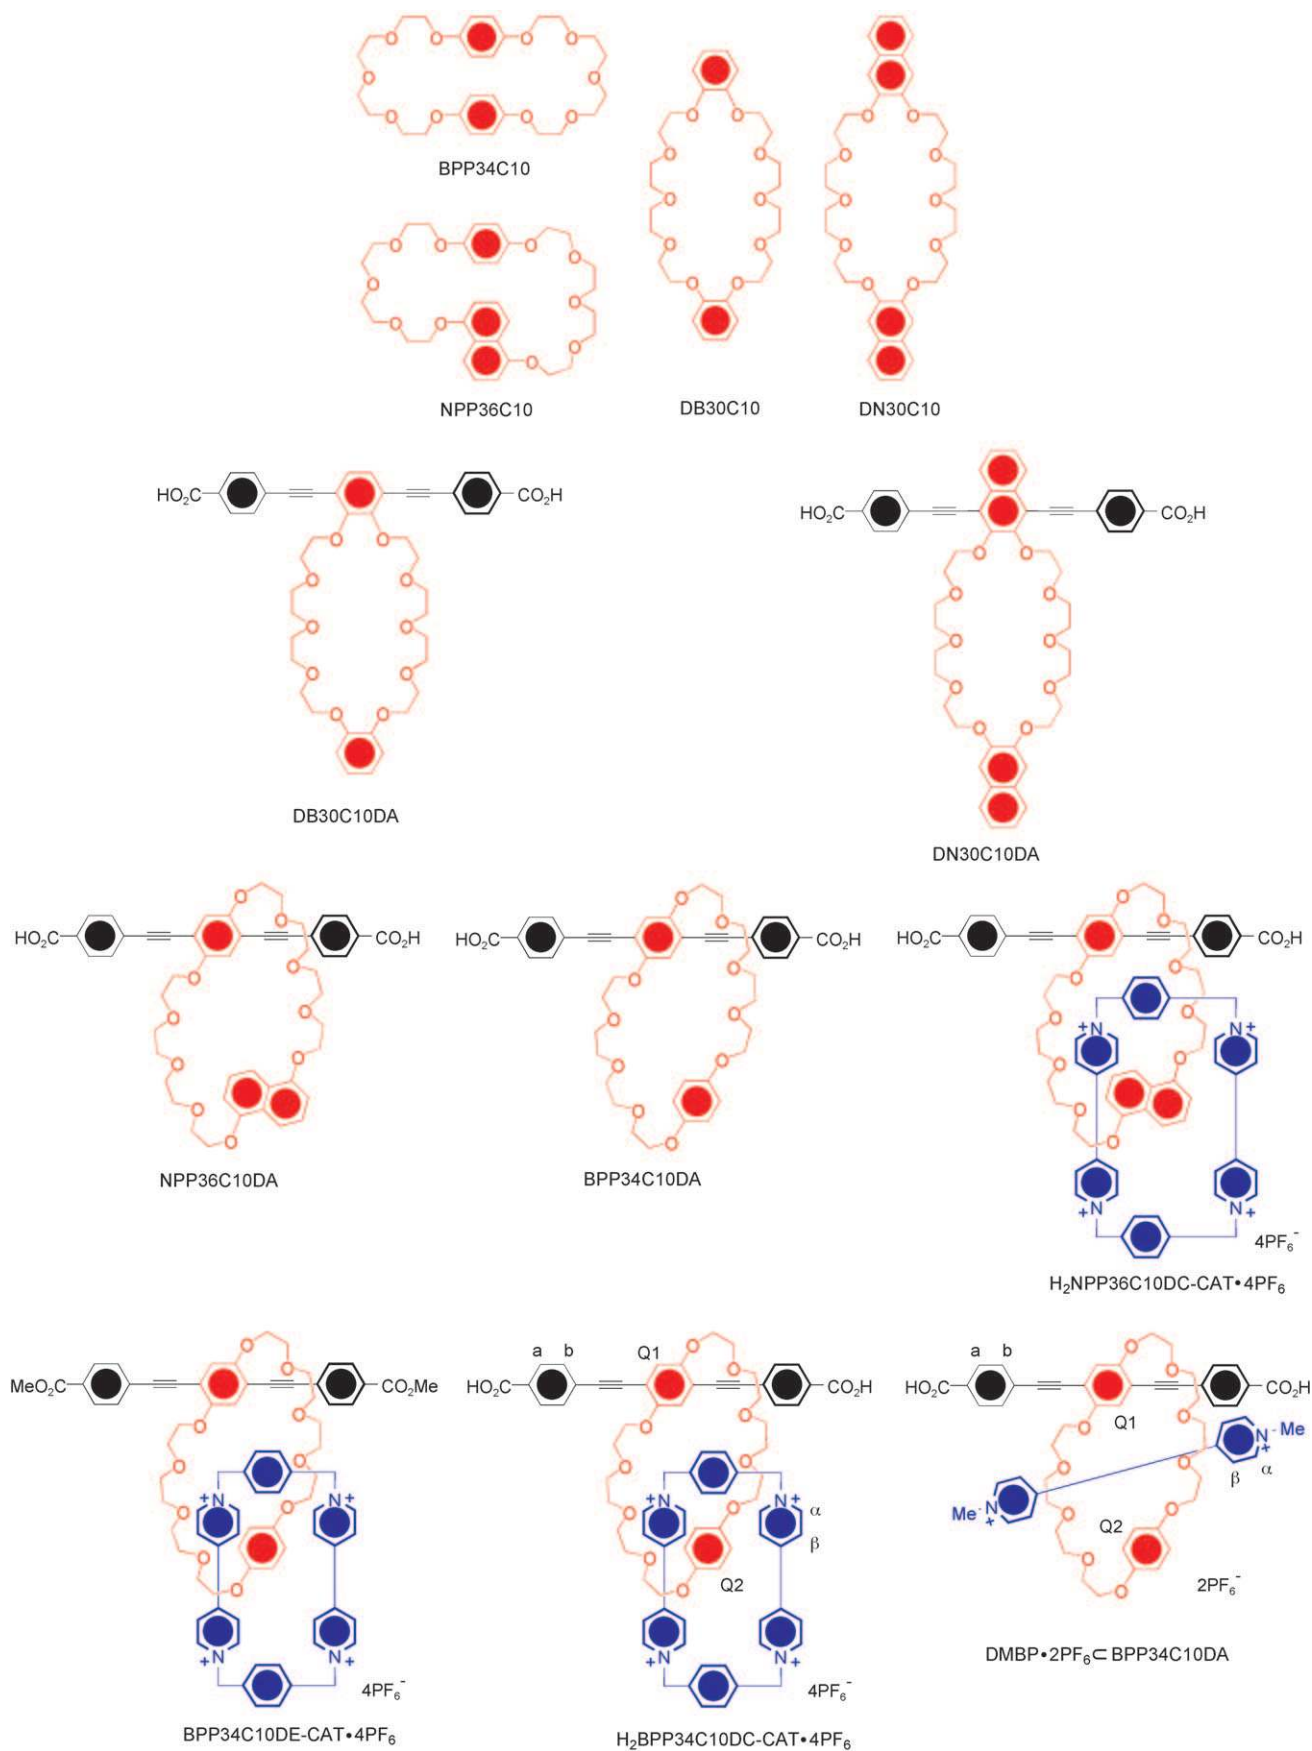 BPP34C10
NPP36C10
DB30C10
DN30C10
HO₂C
CO₂H
HO₂C
CO₂H
DB30C10DA
DN30C10DA
HO₂C
CO₂H
HO₂C
CO₂H
HO₂C
CO₂H
NPP36C10DA
BPP34C10DA
N+
N+
N+
N+
4PF₆⁻
H₂NPP36C10DC-CAT•4PF₆
MeO₂C
CO₂Me
a b Q1
HO₂C
CO₂H
a b
HO₂C
CO₂H
Q1
N+
N+
N+
N+
4PF₆⁻
BPP34C10DE-CAT•4PF₆
N+
N+
α
β
Q2
N+
N+
4PF₆⁻
H₂BPP34C10DC-CAT•4PF₆
N+-Me
β α
Me-N+
Q2
2PF₆⁻
DMBP•2PF₆⊂BPP34C10DA